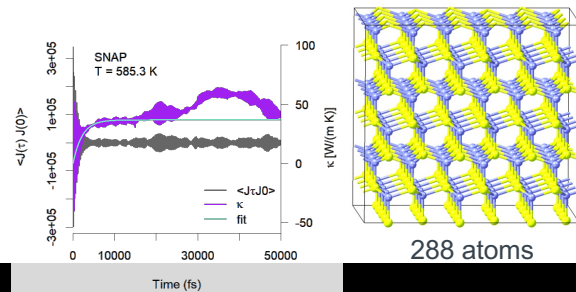 SNAP
T = 585.3 K
<J(τ) J(0)>
3e+05
1e+05
-1e+05
-3e+05
100
50
0
-50
κ [W/(m K)]
<JτJ0>
κ
fit
0 10000 30000 50000
Time (fs)
288 atoms